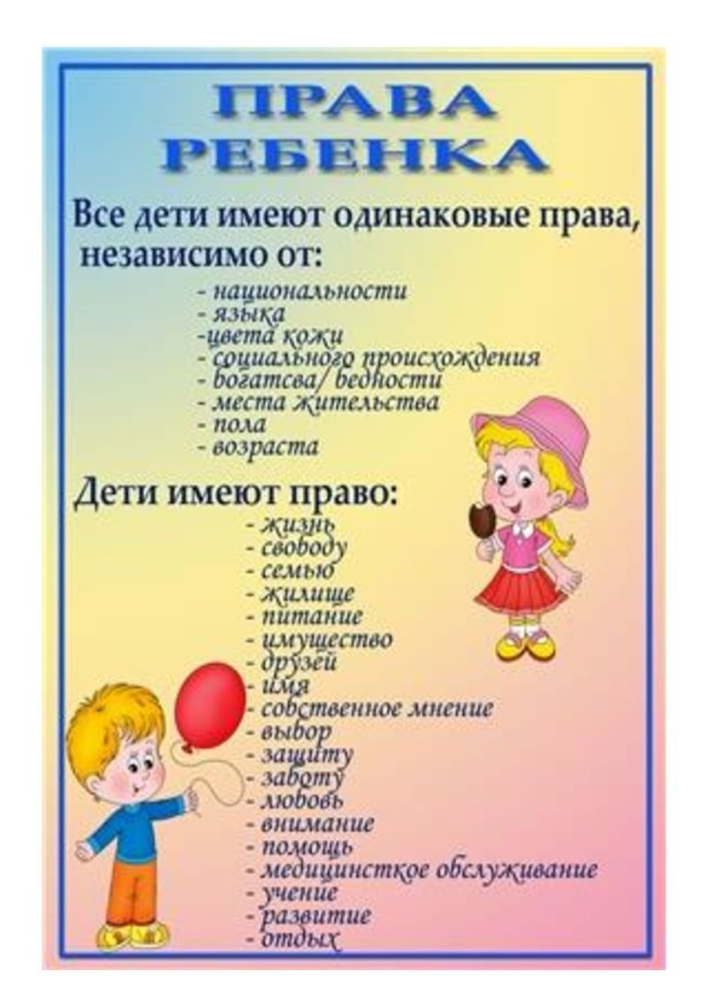 ПРАВА
РЕБЕНКА
Все дети имеют одинаковые права,
независимо от:
- национальности
- языка
-цвета кожи
- социального происхождения
- богатсва/ бедности
- места жительства
- пола
- возраста
Дети имеют право:
- жизнь
- свободу
- семью
- жилище
- питание
- имущество
- друзей
- имя
- собственное мнение
- выбор
- защиту
- заботу
- любовь
- внимание
- помощь
- медицинсткое обслуживание
- учение
- развитие
- отдых